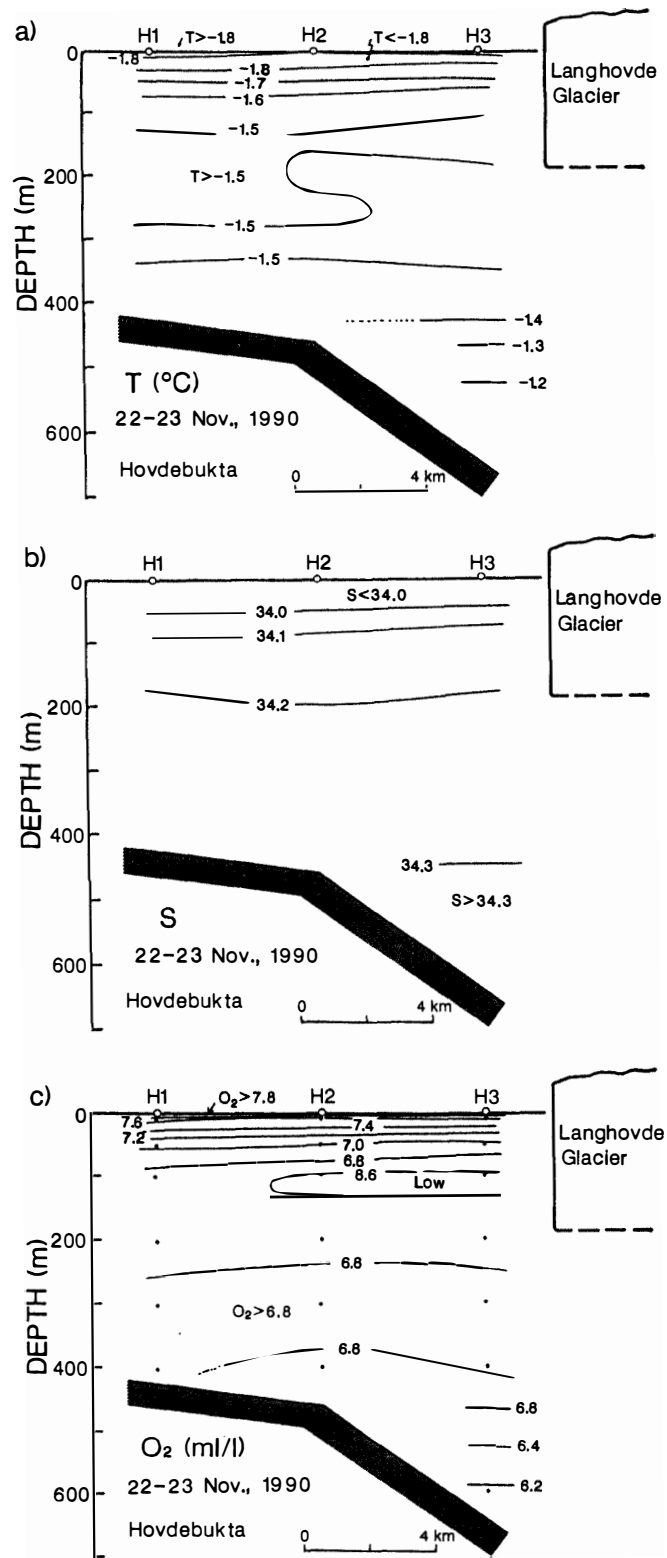 a)
H1 T>-1.8 H2 T<-1.8 H3
0
-1.8
-1.8
-1.7
-1.6
-1.5
200
T>-1.5
-1.5
-1.5
400
-1.4
-1.3
-1.2
600
DEPTH (m)
T (°C)
22-23 Nov., 1990
Hovdebukta
0 4 km
Langhovde
Glacier
b)
H1 H2 H3
0
S<34.0
34.0
34.1
200
34.2
400
34.3
S>34.3
600
DEPTH (m)
S
22-23 Nov., 1990
Hovdebukta
0 4 km
Langhovde
Glacier
c)
H1 O₂>7.8 H2 H3
0
7.6
7.4
7.2
7.0
6.8
8.6
Low
200
6.8
O₂>6.8
6.8
400
6.8
6.4
6.2
600
DEPTH (m)
O₂ (ml/l)
22-23 Nov., 1990
Hovdebukta
0 4 km
Langhovde
Glacier